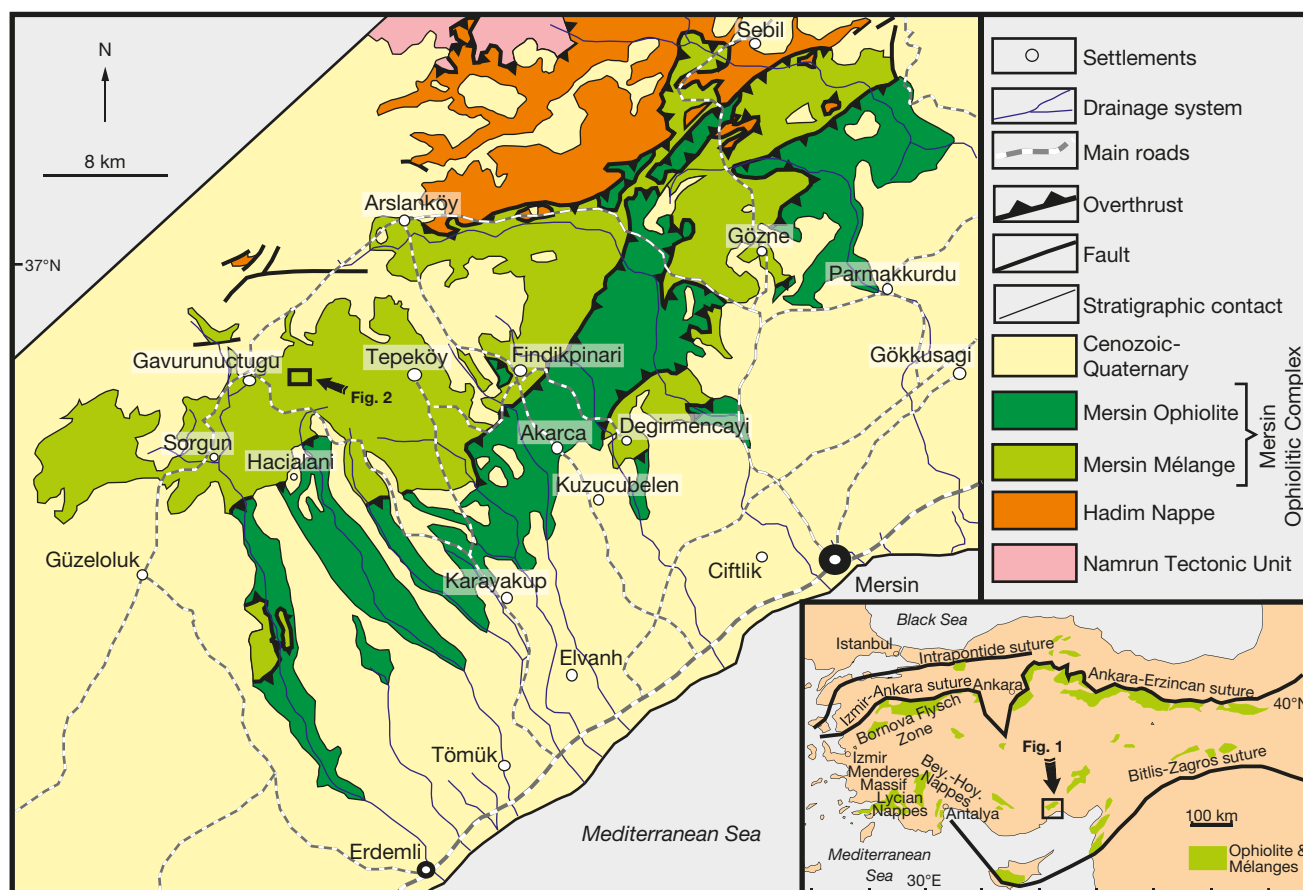 N
8 km
37°N
Sebil
Arslanköy
Gözne
Parmakkurdu
Gavurunuctugu
Tepeköy
Findikpinari
Gökkusagi
Fig. 2
Sorgun
Hacialani
Akarca
Degirmencayi
Kuzucubelen
Güzeloluk
Karayakup
Ciftlik
Mersin
Elvanh
Tömük
Erdemli
Mediterranean Sea
Settlements
Drainage system
Main roads
Overthrust
Fault
Stratigraphic contact
Cenozoic-
Quaternary
Mersin Ophiolite
Mersin Mélange
Mersin
Ophiolitic Complex
Hadim Nappe
Namrun Tectonic Unit
Black Sea
Istanbul
Intrapontide suture
Izmir-Ankara suture
Ankara
Ankara-Erzincan suture
40°N
Bornova Flysch
Zone
Fig. 1
Izmir
Menderes
Massif
Lycian
Nappes
Bey.-Hoy.
Nappes
Antalya
Bitlis-Zagros suture
100 km
Mediterranean
Sea
30°E
Ophiolite &
Mélanges